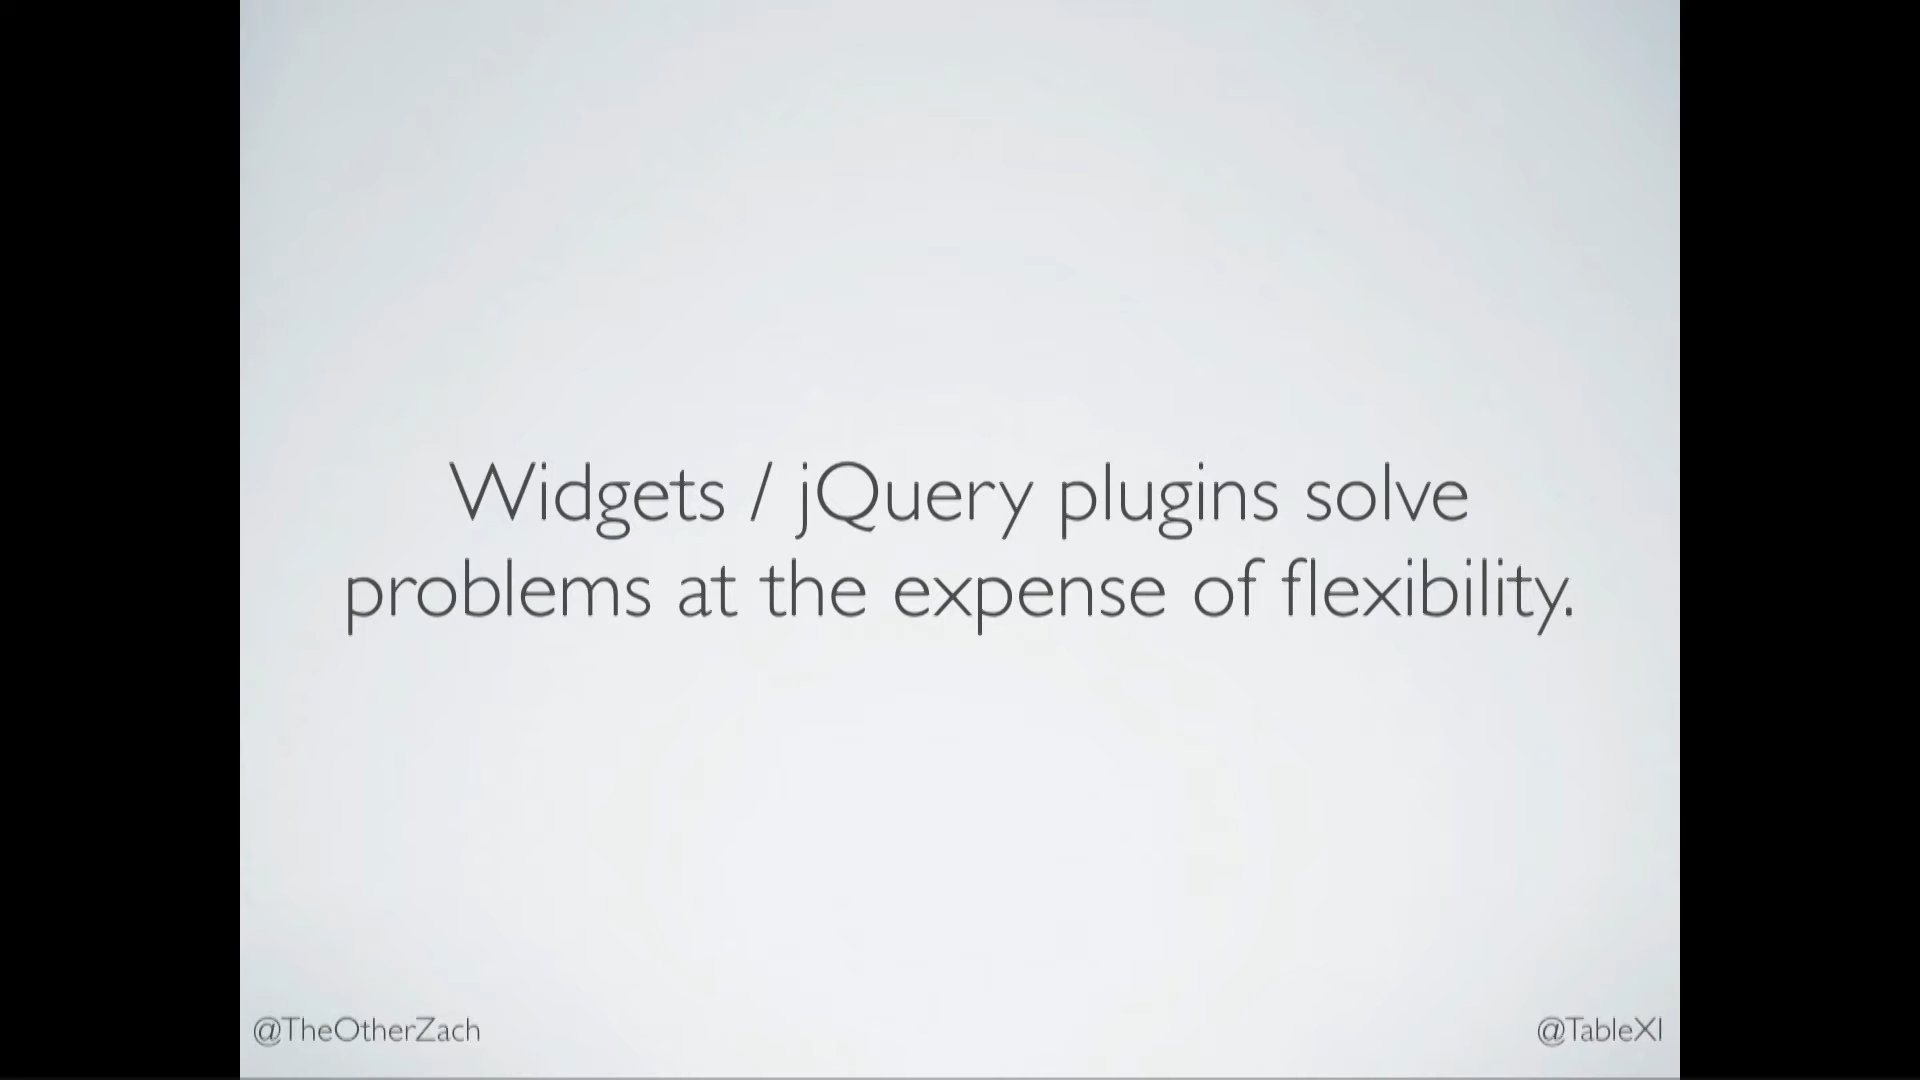 Widgets / jQuery plugins solve
problems at the expense of flexibility.
@TheOtherZach
@TableXI